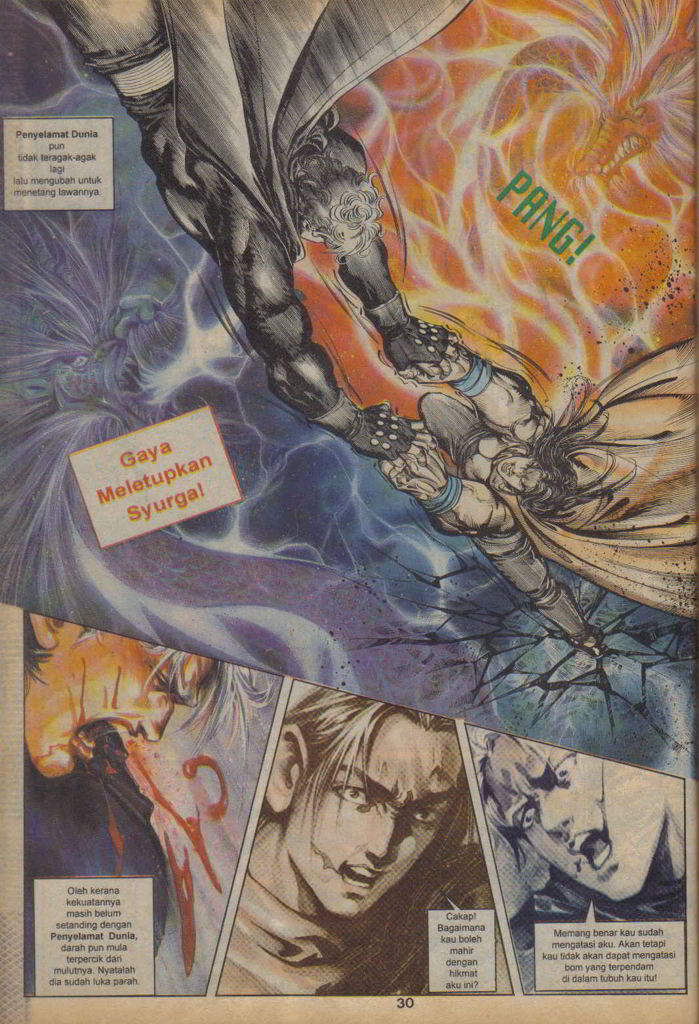 Penyelamat Dunia
pun
tidak teragak-agak
lagi
lalu mengubah untuk
menetang lawannya.
PANG!
Gaya
Meletupkan
Syurga!
Oleh kerana
kekuatannya
masih belum
setanding dengan
Penyelamat Dunia,
darah pun mula
terpercik dari
mulutnya. Nyatalah
dia sudah luka parah.
Cakap!
Bagaimana
kau boleh
mahir
dengan
hikmat
aku ini?
Memang benar kau sudah
mengatasi aku. Akan tetapi
kau tidak akan dapat mengatasi
bom yang terpendam
di dalam tubuh kau itu!
30